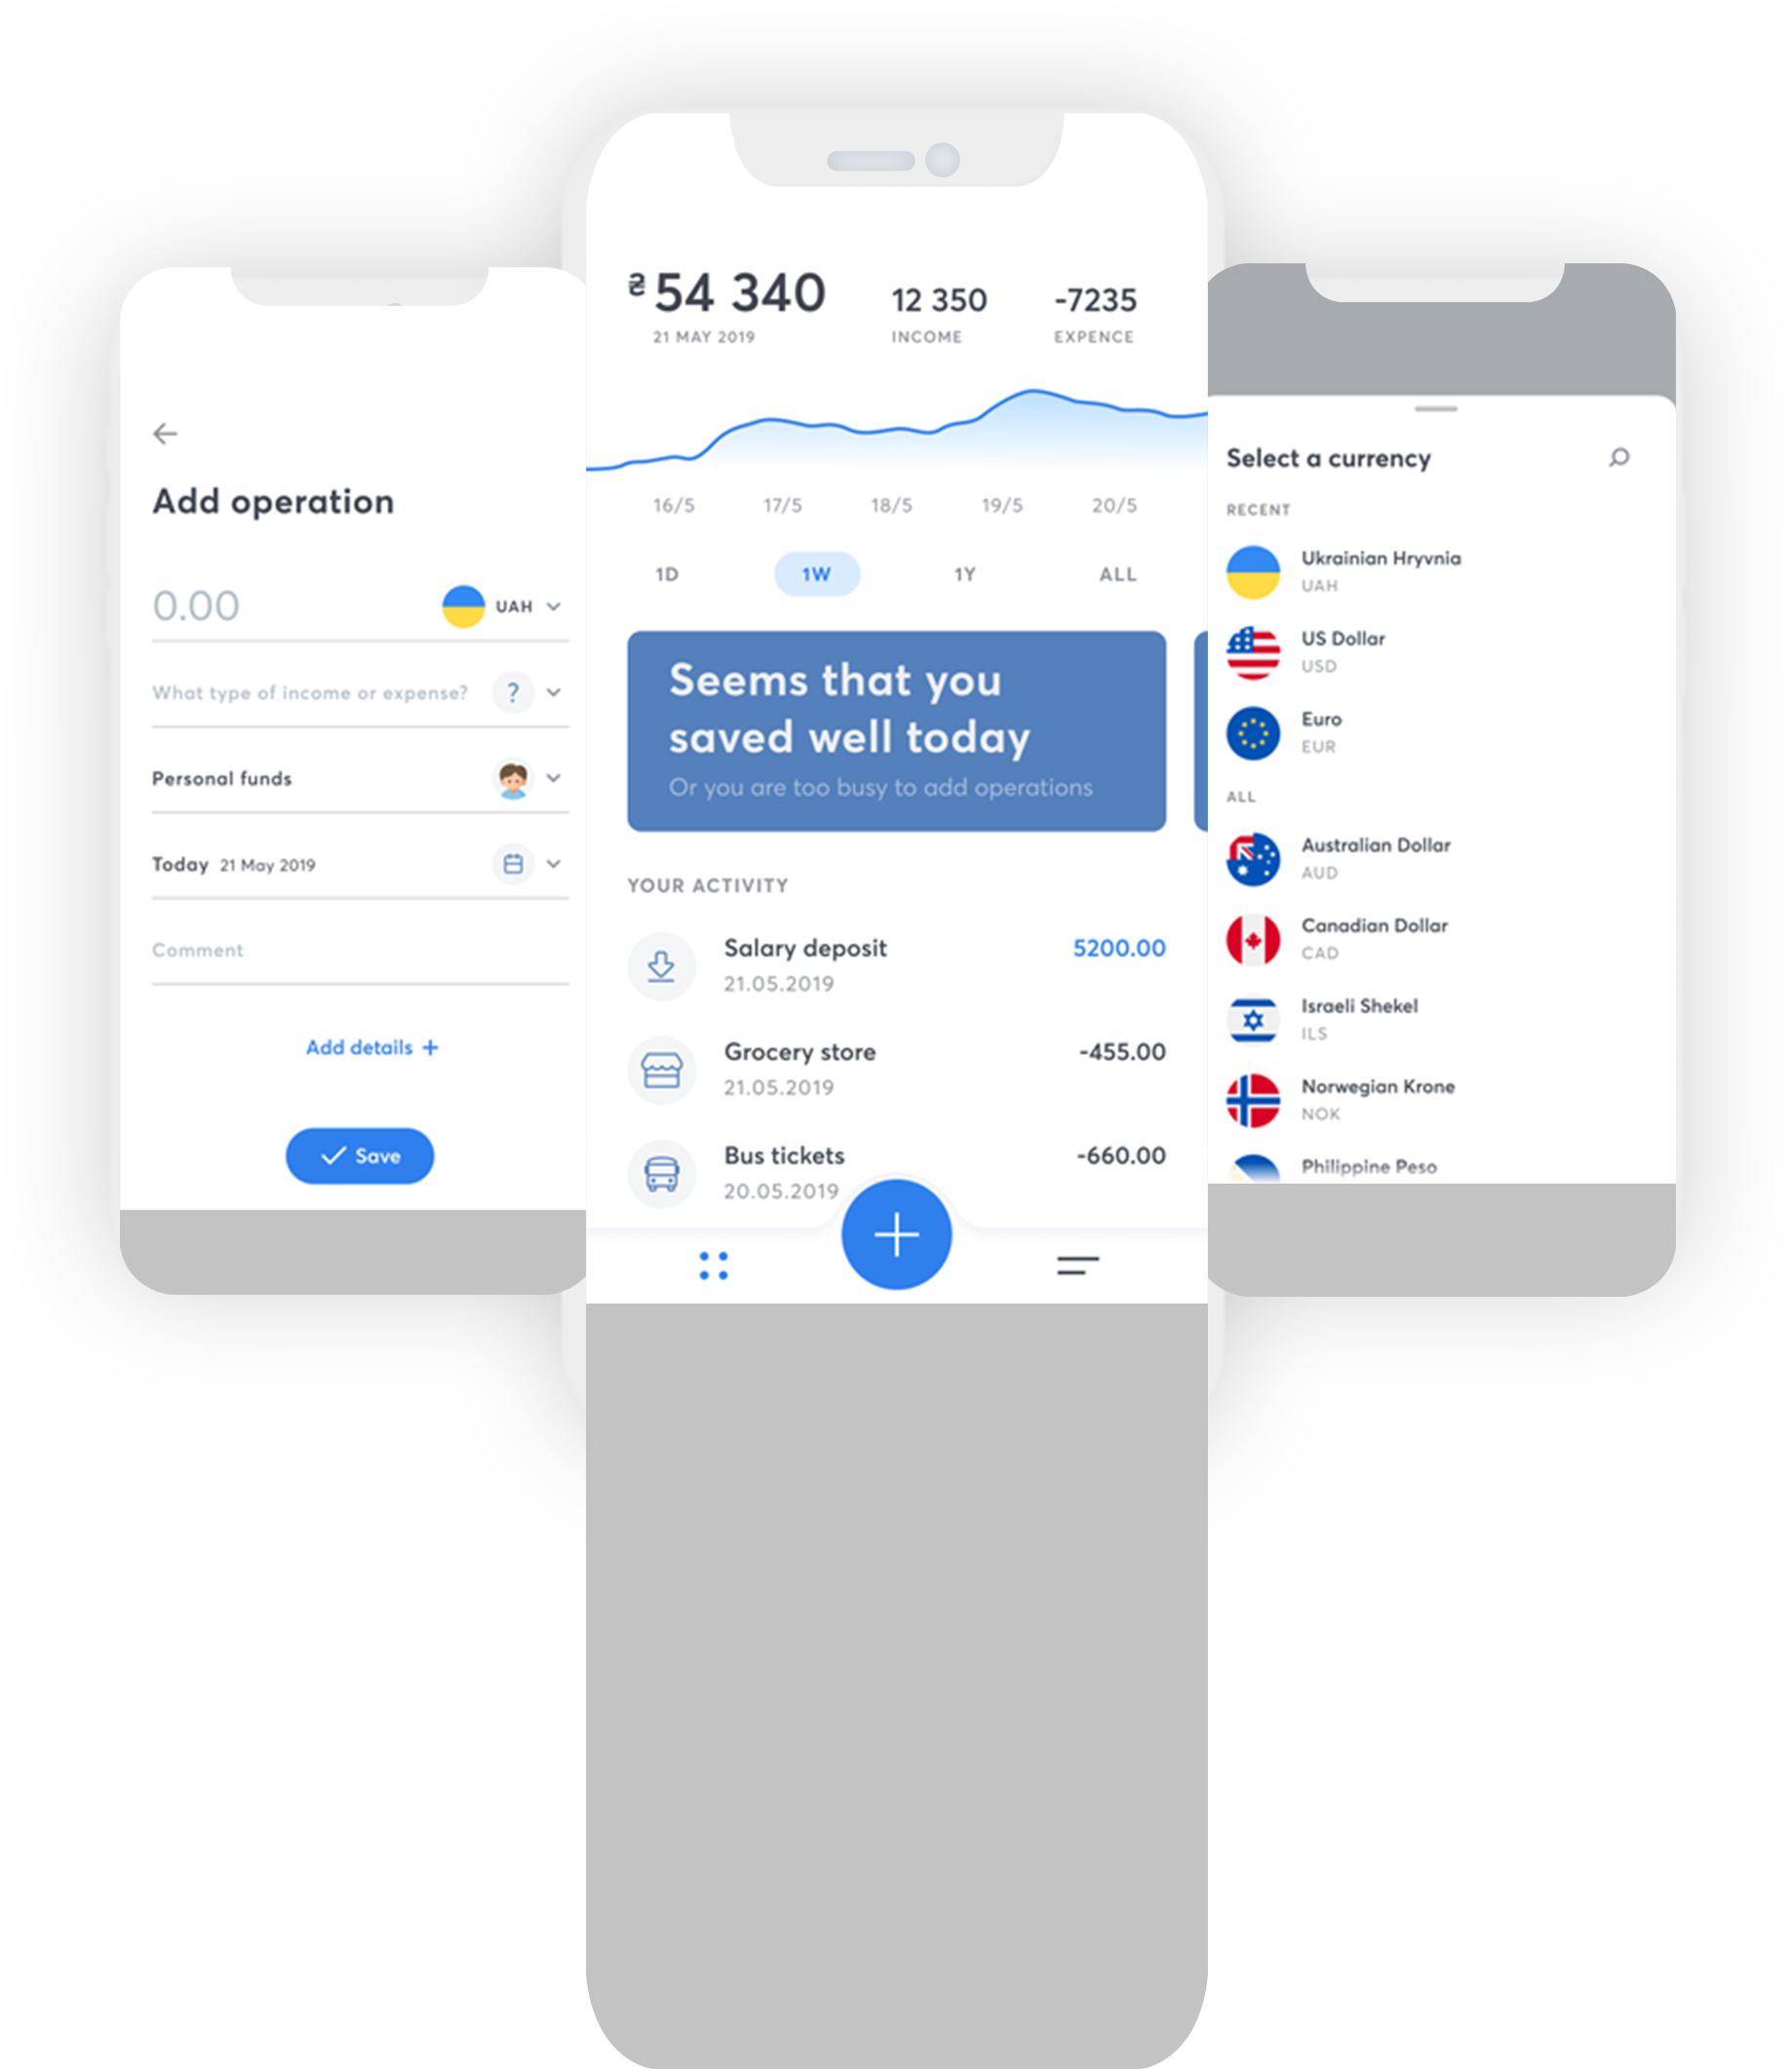 Add operation
0.00 UAH
What type of income or expense? ?
Personal funds
Today 21 May 2019
Comment
Add details +
Save
₴ 54 340 12 350 -7235
21 MAY 2019 INCOME EXPENCE
16/5 17/5 18/5 19/5 20/5
1D 1W 1Y ALL
Seems that you
saved well today
Or you are too busy to add operations
YOUR ACTIVITY
Salary deposit 5200.00
21.05.2019
Grocery store -455.00
21.05.2019
Bus tickets -660.00
20.05.2019
Select a currency
RECENT
Ukrainian Hryvnia
UAH
US Dollar
USD
Euro
EUR
ALL
Australian Dollar
AUD
Canadian Dollar
CAD
Israeli Shekel
ILS
Norwegian Krone
NOK
Philippine Peso